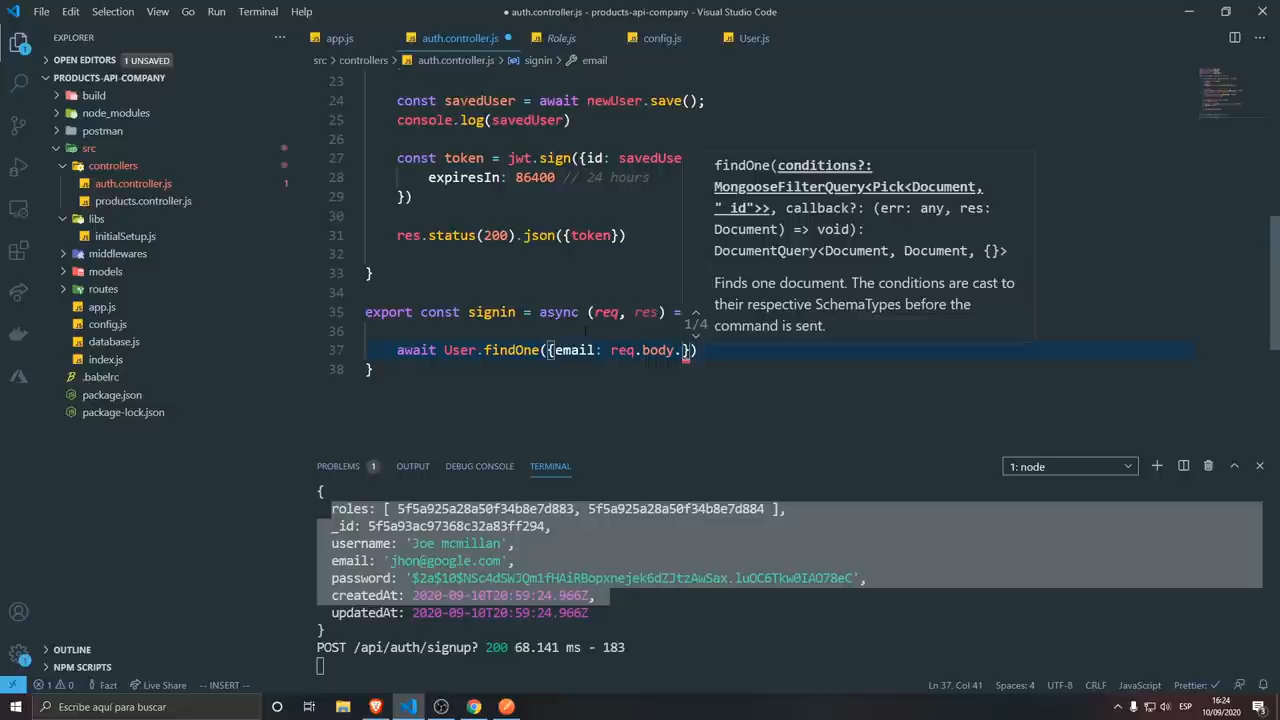 File Edit Selection View Go Run Terminal Help
● auth.controller.js - products-api-company - Visual Studio Code
EXPLORER ···
app.js auth.controller.js Role.js config.js User.js
OPEN EDITORS 1 UNSAVED
src > controllers > auth.controller.js > signin > email
PRODUCTS-API-COMPANY
build
node_modules
postman
src
controllers
auth.controller.js 1
products.controller.js
libs
initialSetup.js
middlewares
models
routes
app.js
config.js
database.js
index.js
.babelrc
package.json
package-lock.json
OUTLINE
NPM SCRIPTS
23
24 const savedUser = await newUser.save();
25 console.log(savedUser)
26
27 const token = jwt.sign({id: savedUse
28 expiresIn: 86400 // 24 hours
29 })
30
31 res.status(200).json({token})
32
33 }
34
35 export const signin = async (req, res) =
36
37 await User.findOne({email: req.body.})
38 }
1/4
findOne(conditions?:
MongooseFilterQuery<Pick<Document,
"_id">>, callback?: (err: any, res:
Document) => void):
DocumentQuery<Document, Document, {}>
Finds one document. The conditions are cast to
their respective SchemaTypes before the
command is sent.
PROBLEMS 1 OUTPUT DEBUG CONSOLE TERMINAL
1: node
{
roles: [ 5f5a925a28a50f34b8e7d883, 5f5a925a28a50f34b8e7d884 ],
_id: 5f5a93ac97368c32a83ff294,
username: 'Joe mcmillan',
email: 'jhon@google.com',
password: '$2a$10$NSc4dSWJQm1fHAiRBopxnejek6dZJtzAwSax.luOC6Tkw0IAO78eC',
createdAt: 2020-09-10T20:59:24.966Z,
updatedAt: 2020-09-10T20:59:24.966Z
}
POST /api/auth/signup? 200 68.141 ms - 183
1 0 Fazt Live Share -- INSERT --
Ln 37, Col 41 Spaces: 4 UTF-8 CRLF JavaScript Prettier: ✓
Escribe aquí para buscar
ESP
16:24
10/09/2020